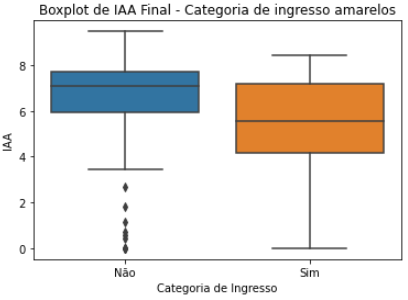 Boxplot de IAA Final - Categoria de ingresso amarelos
IAA
8
6
4
2
0
Não
Sim
Categoria de Ingresso